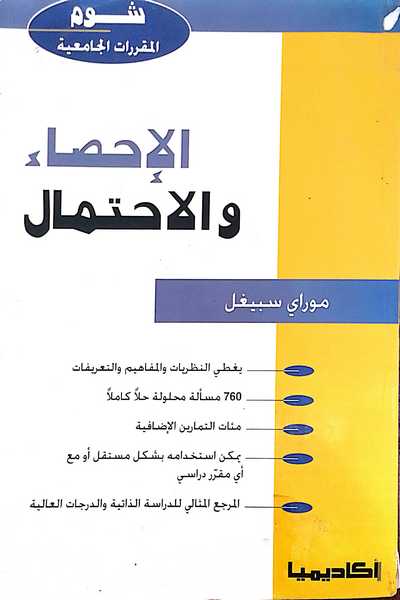 شوم
المقررات الجامعية
الإحصاء
والاحتمال
موراي سبيغل
يغطي النظريات والمفاهيم والتعريفات
760 مسألة محلولة حلاً كاملاً
مئات التمارين الإضافية
يمكن استخدامه بشكل مستقل أو مع
أي مقرّر دراسي
المرجع المثالي للدراسة الذاتية والدرجات العالية
أكاديميا